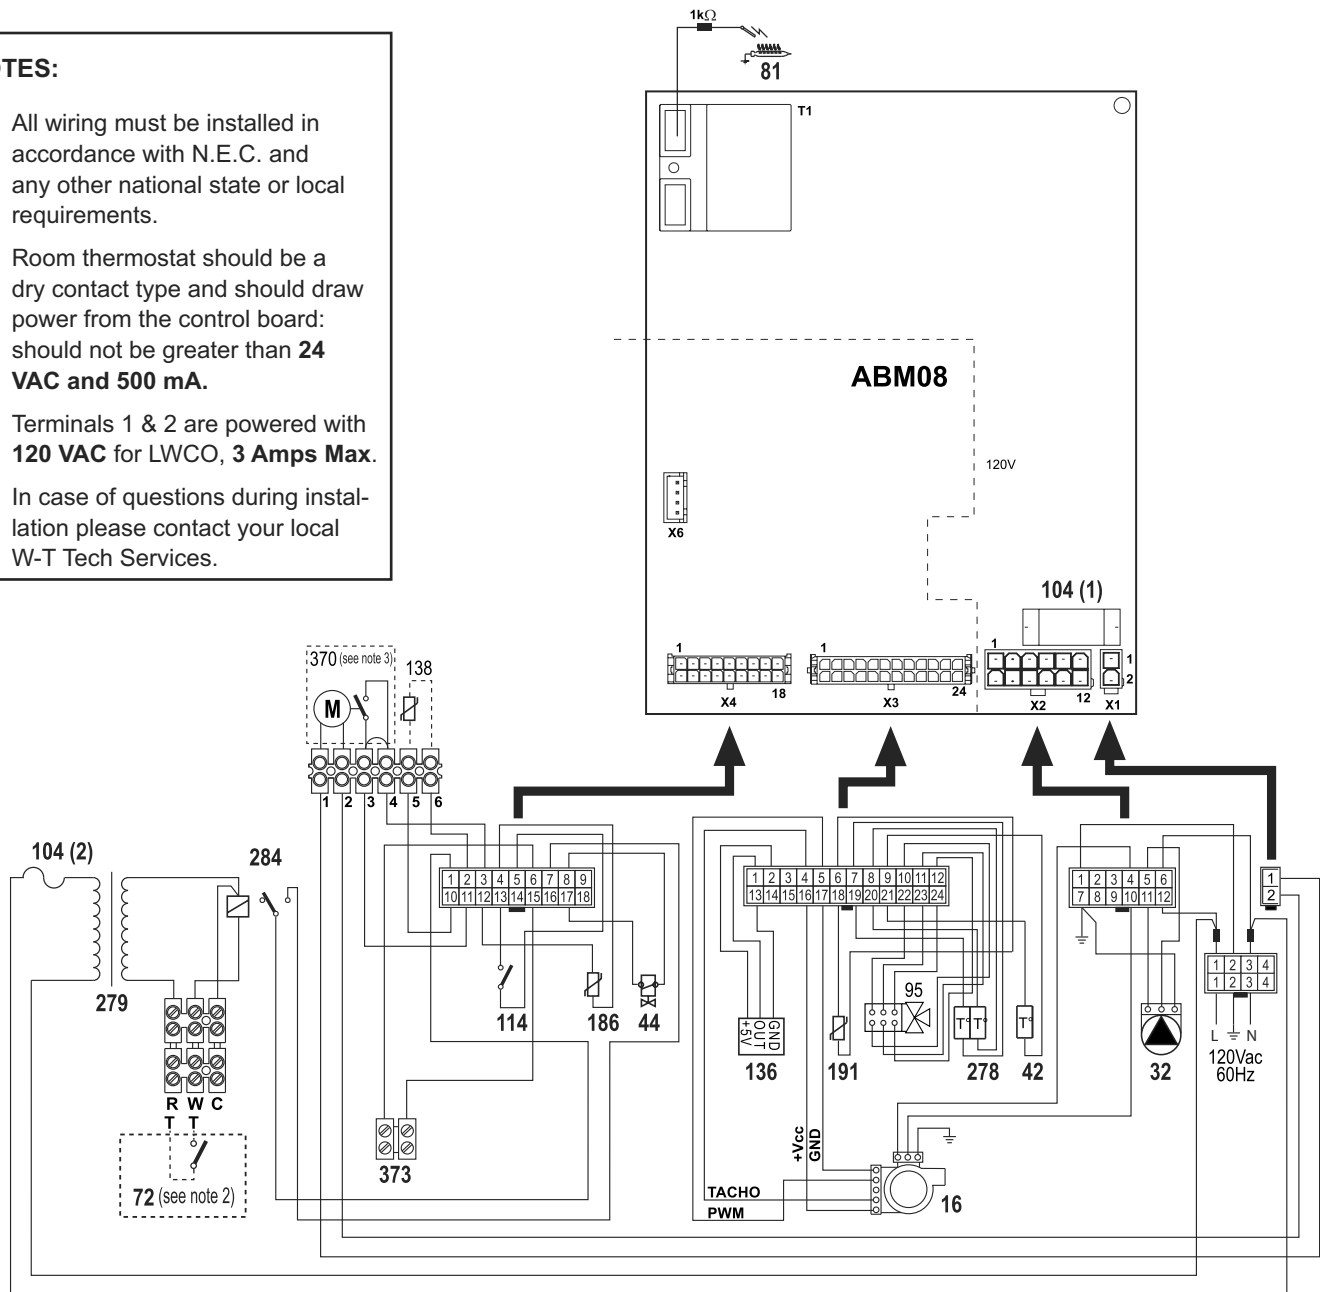 1kΩ
81
OTES:
All wiring must be installed in
accordance with N.E.C. and
any other national state or local
requirements.
Room thermostat should be a
dry contact type and should draw
power from the control board:
should not be greater than 24
VAC and 500 mA.
Terminals 1 & 2 are powered with
120 VAC for LWCO, 3 Amps Max.
In case of questions during instal-
lation please contact your local
W-T Tech Services.
T1
ABM08
120V
X6
104 (1)
1
18
X4
1
24
X3
1
12
X2
1
2
X1
370 (see note 3)
138
M
1 2 3 4 5 6
104 (2)
284
279
1 2 3 4 5 6 7 8 9
10 11 12 13 14 15 16 17 18
1 2 3 4 5 6 7 8 9 10 11 12
13 14 15 16 17 18 19 20 21 22 23 24
1 2 3 4 5 6
7 8 9 10 11 12
1
2
1 2 3 4
1 2 3 4
L N
120Vac
60Hz
114
186
44
+5V
OUT
GND
136
191
95
T° T°
278
T°
42
32
R W C
T T
72 (see note 2)
373
+Vcc
GND
TACHO
PWM
16